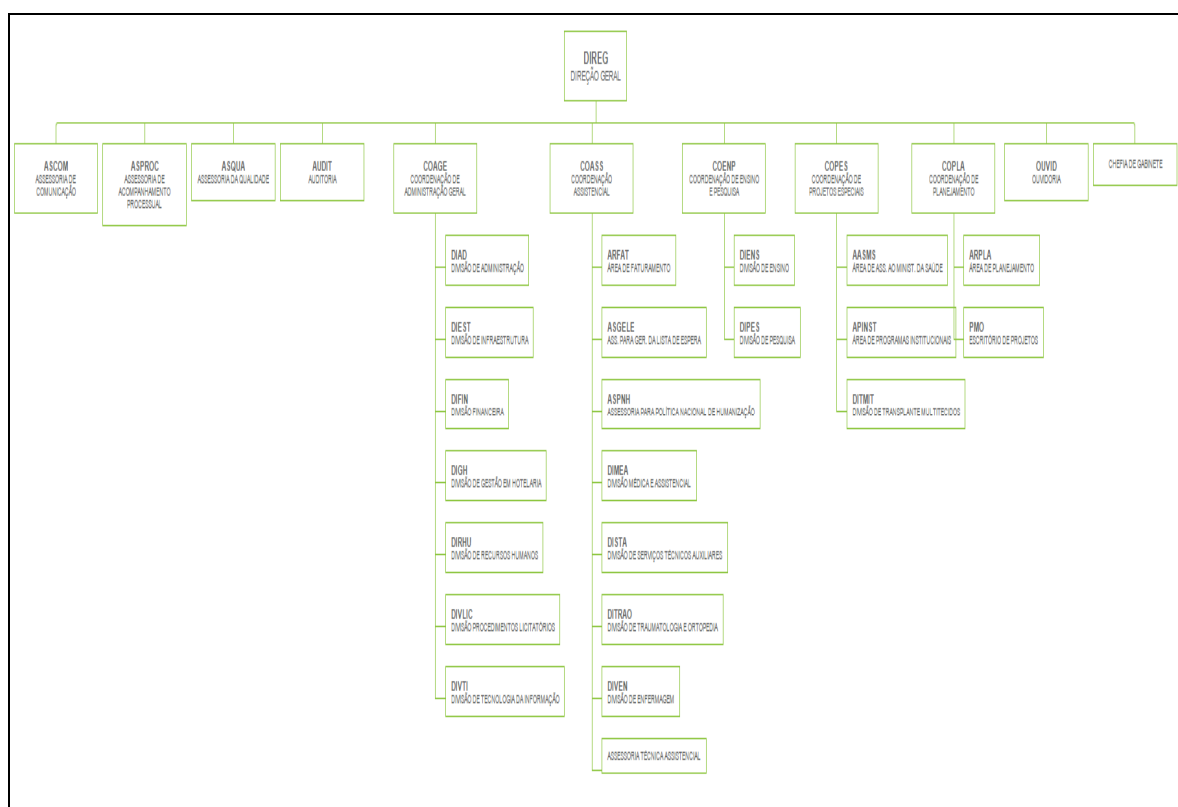 DIREG
DIREÇÃO GERAL
ASCOM
ASSESSORIA DE
COMUNICAÇÃO
ASPROC
ASSESSORIA DE
ACOMPANHAMENTO
PROCESSUAL
ASQUA
ASSESSORIA DA QUALIDADE
AUDIT
AUDITORIA
COAGE
COORDENAÇÃO DE
ADMINISTRAÇÃO GERAL
COASS
COORDENAÇÃO
ASSISTENCIAL
COENP
COORDENAÇÃO DE ENSINO
E PESQUISA
COPES
COORDENAÇÃO DE
PROJETOS ESPECIAIS
COPLA
COORDENAÇÃO DE
PLANEJAMENTO
OUVID
OUVIDORIA
CHEFIA DE GABINETE
DIAD
DIVISÃO DE ADMINISTRAÇÃO
DIEST
DIVISÃO DE INFRAESTRUTURA
DIFIN
DIVISÃO FINANCEIRA
DIGH
DIVISÃO DE GESTÃO EM HOTELARIA
DIRHU
DIVISÃO DE RECURSOS HUMANOS
DIVLIC
DIVISÃO PROCEDIMENTOS LICITATÓRIOS
DIVTI
DIVISÃO DE TECNOLOGIA DA INFORMAÇÃO
ARFAT
ÁREA DE FATURAMENTO
ASGELE
ASS. PARA GER. DA LISTA DE ESPERA
ASPNH
ASSESSORIA PARA POLÍTICA NACIONAL DE HUMANIZAÇÃO
DIMEA
DIVISÃO MÉDICA E ASSISTENCIAL
DISTA
DIVISÃO DE SERVIÇOS TÉCNICOS AUXILIARES
DITRAO
DIVISÃO DE TRAUMATOLOGIA E ORTOPEDIA
DIVEN
DIVISÃO DE ENFERMAGEM
ASSESSORIA TÉCNICA ASSISTENCIAL
DIENS
DIVISÃO DE ENSINO
DIPES
DIVISÃO DE PESQUISA
AASMS
ÁREA DE ASS. AO MINIST. DA SAÚDE
APINST
ÁREA DE PROGRAMAS INSTITUCIONAIS
DITMIT
DIVISÃO DE TRANSPLANTE MULTITECIDOS
ARPLA
ÁREA DE PLANEJAMENTO
PMO
ESCRITÓRIO DE PROJETOS